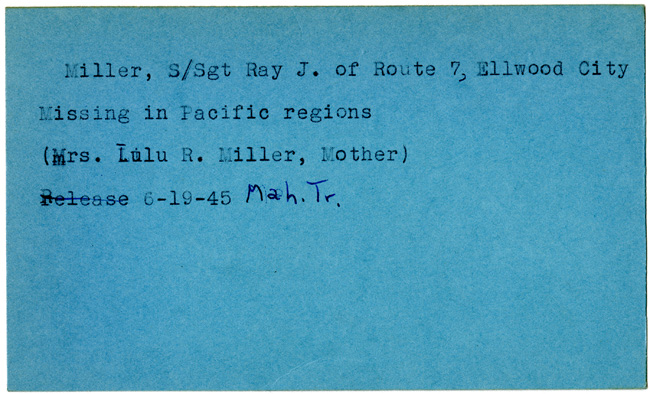 Miller, S/Sgt Ray J. of Route 7, Ellwood City
Missing in Pacific regions
(Mrs. Lulu R. Miller, Mother)
Release 6-19-45 Mah. Tr.